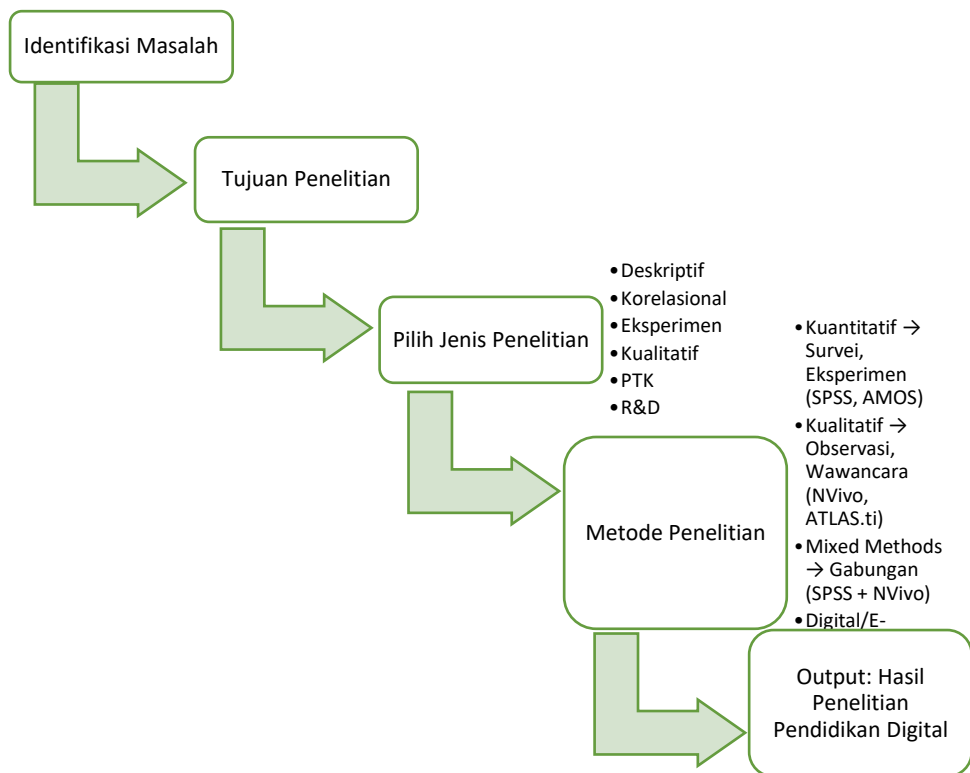 Identifikasi Masalah
Tujuan Penelitian
Pilih Jenis Penelitian
•Deskriptif
•Korelasional
•Eksperimen
•Kualitatif
•PTK
•R&D
Metode Penelitian
•Kuantitatif →
Survei,
Eksperimen
(SPSS, AMOS)
•Kualitatif →
Observasi,
Wawancara
(NVivo,
ATLAS.ti)
•Mixed Methods
→ Gabungan
(SPSS + NVivo)
•Digital/E-
Output: Hasil
Penelitian
Pendidikan Digital